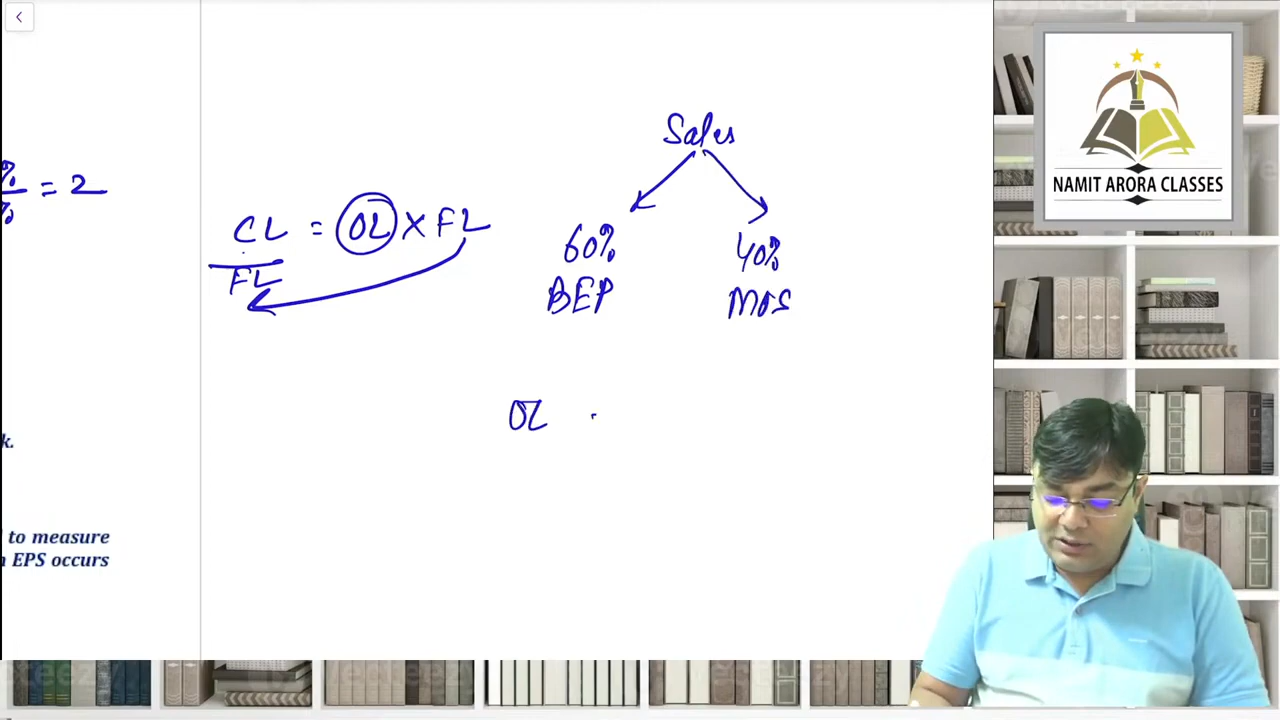 NAMIT ARORA CLASSES
Sales
% = 2
%
CL = OL × FL
FL
60% 40%
BEP MOS
OL
k.
to measure
EPS occurs